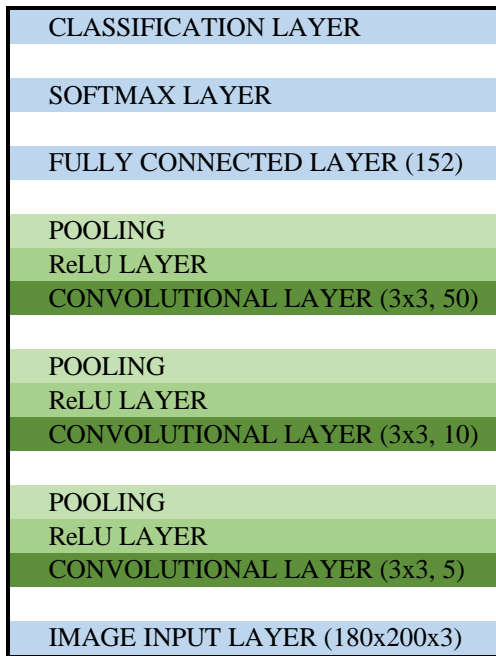 CLASSIFICATION LAYER
SOFTMAX LAYER
FULLY CONNECTED LAYER (152)
POOLING
ReLU LAYER
CONVOLUTIONAL LAYER (3x3, 50)
POOLING
ReLU LAYER
CONVOLUTIONAL LAYER (3x3, 10)
POOLING
ReLU LAYER
CONVOLUTIONAL LAYER (3x3, 5)
IMAGE INPUT LAYER (180x200x3)